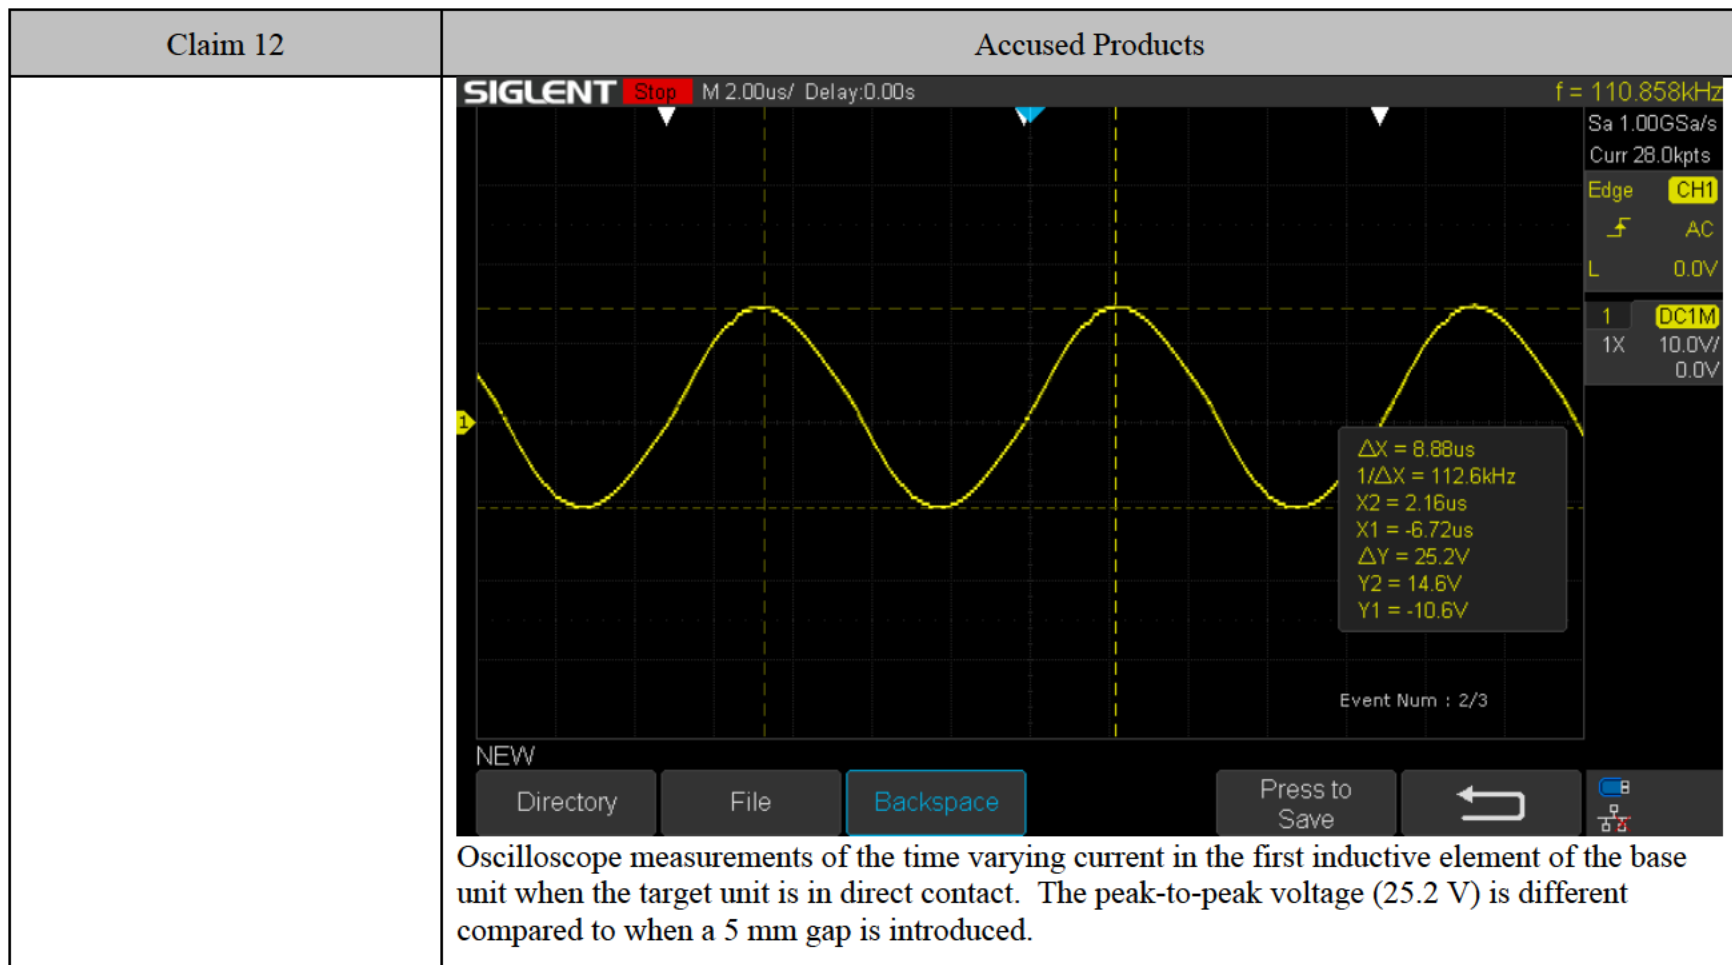 Claim 12
Accused Products
SIGLENT Stop M 2.00us/ Delay:0.00s f = 110.858kHz
Sa 1.00GSa/s
Curr 28.0kpts
Edge CH1
AC
L 0.0V
1 DC1M
1X 10.0V/
0.0V
1
ΔX = 8.88us
1/ΔX = 112.6kHz
X2 = 2.16us
X1 = -6.72us
ΔY = 25.2V
Y2 = 14.6V
Y1 = -10.6V
Event Num : 2/3
NEW
Directory File Backspace Press to
Save
Oscilloscope measurements of the time varying current in the first inductive element of the base
unit when the target unit is in direct contact.  The peak-to-peak voltage (25.2 V) is different
compared to when a 5 mm gap is introduced.